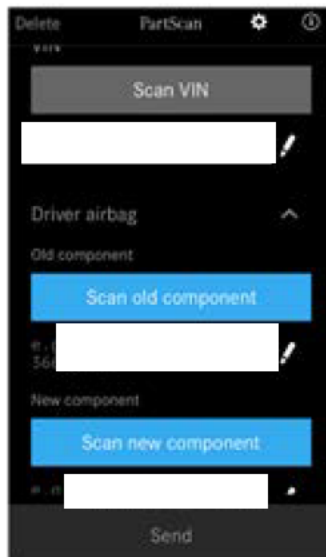 Delete PartScan
VIN
Scan VIN
Driver airbag
Old component
Scan old component
New component
Scan new component
Send